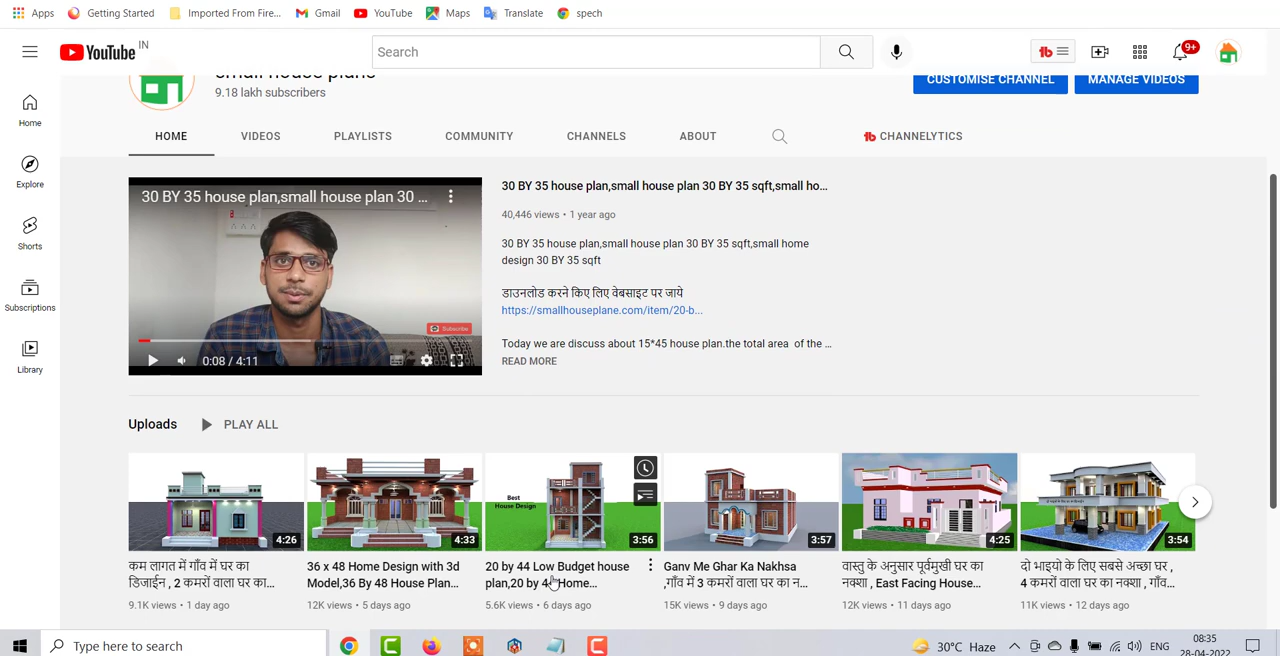 Apps Getting Started Imported From Fire... Gmail YouTube Maps Translate spech
YouTube IN Search 9+
small house plans
9.18 lakh subscribers
CUSTOMISE CHANNEL MANAGE VIDEOS
Home
Explore
Shorts
Subscriptions
Library
HOME VIDEOS PLAYLISTS COMMUNITY CHANNELS ABOUT CHANNELYTICS
30 BY 35 house plan,small house plan 30 ...
Subscribe
0:08 / 4:11
30 BY 35 house plan,small house plan 30 BY 35 sqft,small ho...
40,446 views • 1 year ago
30 BY 35 house plan,small house plan 30 BY 35 sqft,small home
design 30 BY 35 sqft
डाउनलोड करने किए लिए वेबसाइट पर जाये
https://smallhouseplane.com/item/20-b...
Today we are discuss about 15*45 house plan.the total area of the ...
READ MORE
Uploads PLAY ALL
4:26
कम लागत में गाँव में घर का
डिजाईन , 2 कमरों वाला घर का...
9.1K views • 1 day ago
4:33
36 x 48 Home Design with 3d
Model,36 By 48 House Plan...
12K views • 5 days ago
Best
House Design
3:56
20 by 44 Low Budget house
plan,20 by 44 Home...
5.6K views • 6 days ago
3:57
Ganv Me Ghar Ka Nakhsa
,गाँव में 3 कमरों वाला घर का न...
15K views • 9 days ago
4:25
वास्तु के अनुसार पूर्वमुखी घर का
नक्शा , East Facing House...
12K views • 11 days ago
3:54
दो भाइयो के लिए सबसे अच्छा घर ,
4 कमरों वाला घर का नक्शा , गाँव...
11K views • 12 days ago
Type here to search
30°C Haze ENG 08:35
28-04-2022